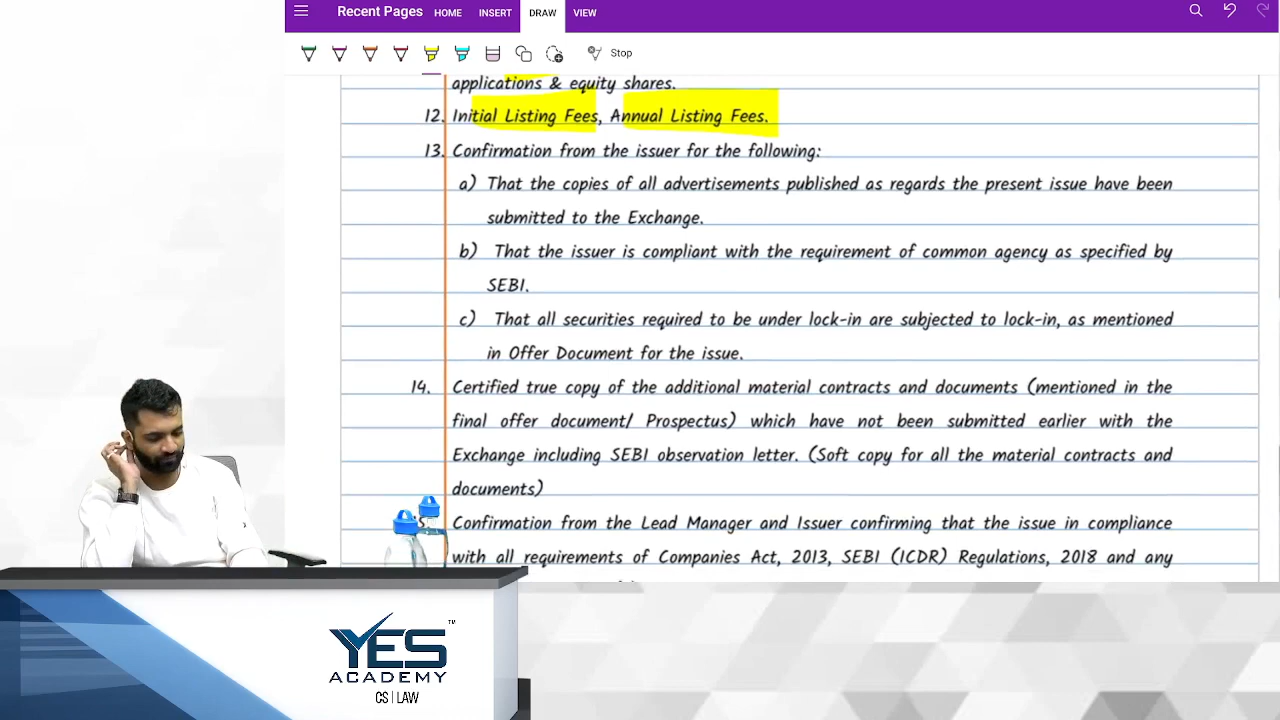 Recent Pages HOME INSERT DRAW VIEW
Stop
applications & equity shares.
12. Initial Listing Fees, Annual Listing Fees.
13. Confirmation from the issuer for the following:
a) That the copies of all advertisements published as regards the present issue have been
submitted to the Exchange.
b) That the issuer is compliant with the requirement of common agency as specified by
SEBI.
c) That all securities required to be under lock-in are subjected to lock-in, as mentioned
in Offer Document for the issue.
14. Certified true copy of the additional material contracts and documents (mentioned in the
final offer document/ Prospectus) which have not been submitted earlier with the
Exchange including SEBI observation letter. (Soft copy for all the material contracts and
documents)
Confirmation from the Lead Manager and Issuer confirming that the issue in compliance
with all requirements of Companies Act, 2013, SEBI (ICDR) Regulations, 2018 and any
YES™
ACADEMY
CS | LAW